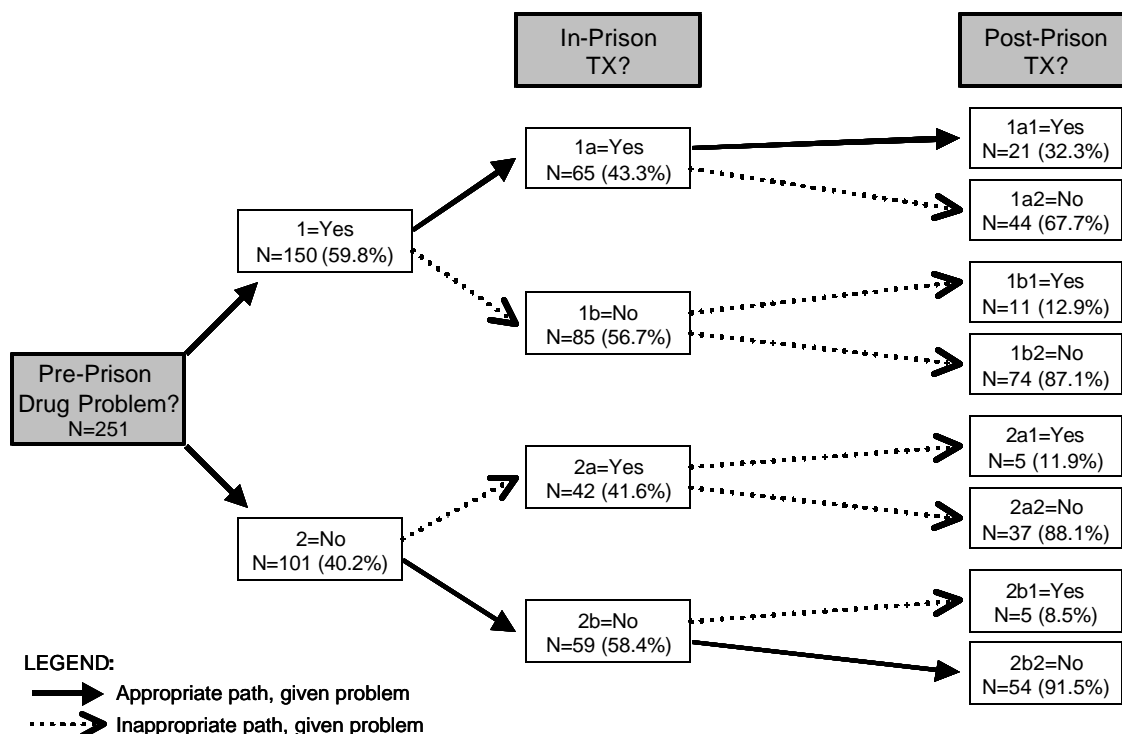 In-Prison
TX?
Post-Prison
TX?
1a=Yes
N=65 (43.3%)
1a1=Yes
N=21 (32.3%)
1a2=No
N=44 (67.7%)
1=Yes
N=150 (59.8%)
1b=No
N=85 (56.7%)
1b1=Yes
N=11 (12.9%)
1b2=No
N=74 (87.1%)
Pre-Prison
Drug Problem?
N=251
2a=Yes
N=42 (41.6%)
2a1=Yes
N=5 (11.9%)
2a2=No
N=37 (88.1%)
2=No
N=101 (40.2%)
2b=No
N=59 (58.4%)
2b1=Yes
N=5 (8.5%)
2b2=No
N=54 (91.5%)
LEGEND:
Appropriate path, given problem
Inappropriate path, given problem